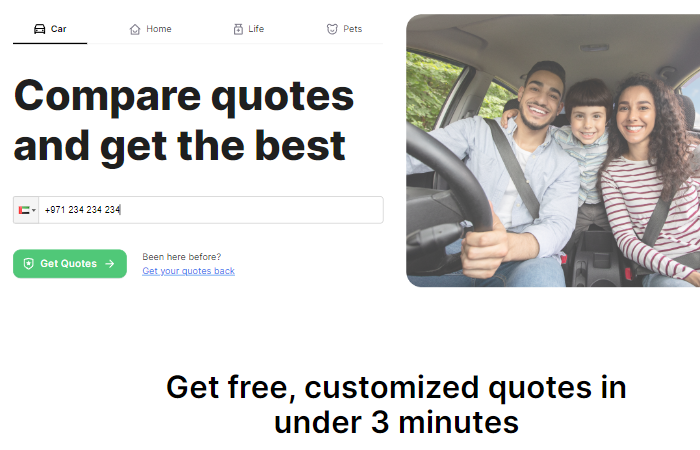 Car Home Life Pets
Compare quotes
and get the best
+971 234 234 234
Get Quotes
Been here before?
Get your quotes back
Get free, customized quotes in
under 3 minutes